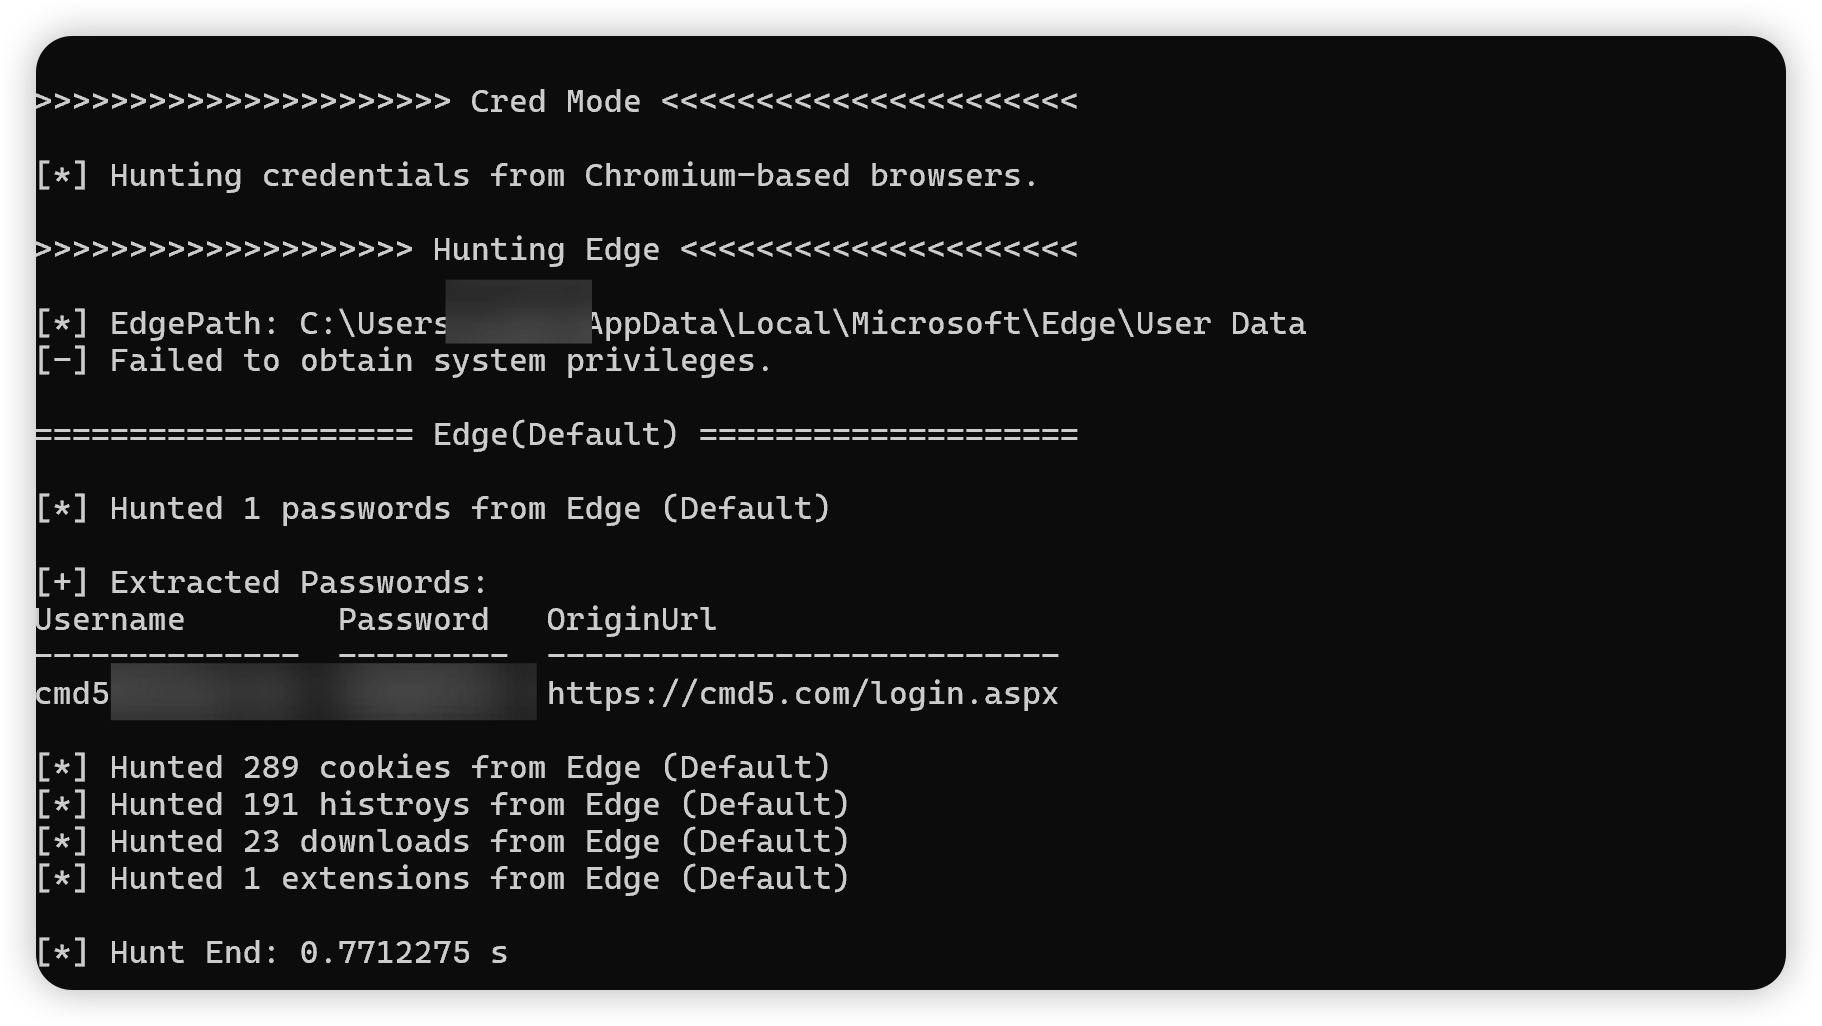 >>>>>>>>>>>>>>>>>>>>>> Cred Mode <<<<<<<<<<<<<<<<<<<<<<
[*] Hunting credentials from Chromium-based browsers.
>>>>>>>>>>>>>>>>>>>> Hunting Edge <<<<<<<<<<<<<<<<<<<<<
[*] EdgePath: C:\Users AppData\Local\Microsoft\Edge\User Data
[-] Failed to obtain system privileges.
==================== Edge(Default) ====================
[*] Hunted 1 passwords from Edge (Default)
[+] Extracted Passwords:
Username Password OriginUrl
-------------- --------- ---------------------------
cmd5 https://cmd5.com/login.aspx
[*] Hunted 289 cookies from Edge (Default)
[*] Hunted 191 histroys from Edge (Default)
[*] Hunted 23 downloads from Edge (Default)
[*] Hunted 1 extensions from Edge (Default)
[*] Hunt End: 0.7712275 s